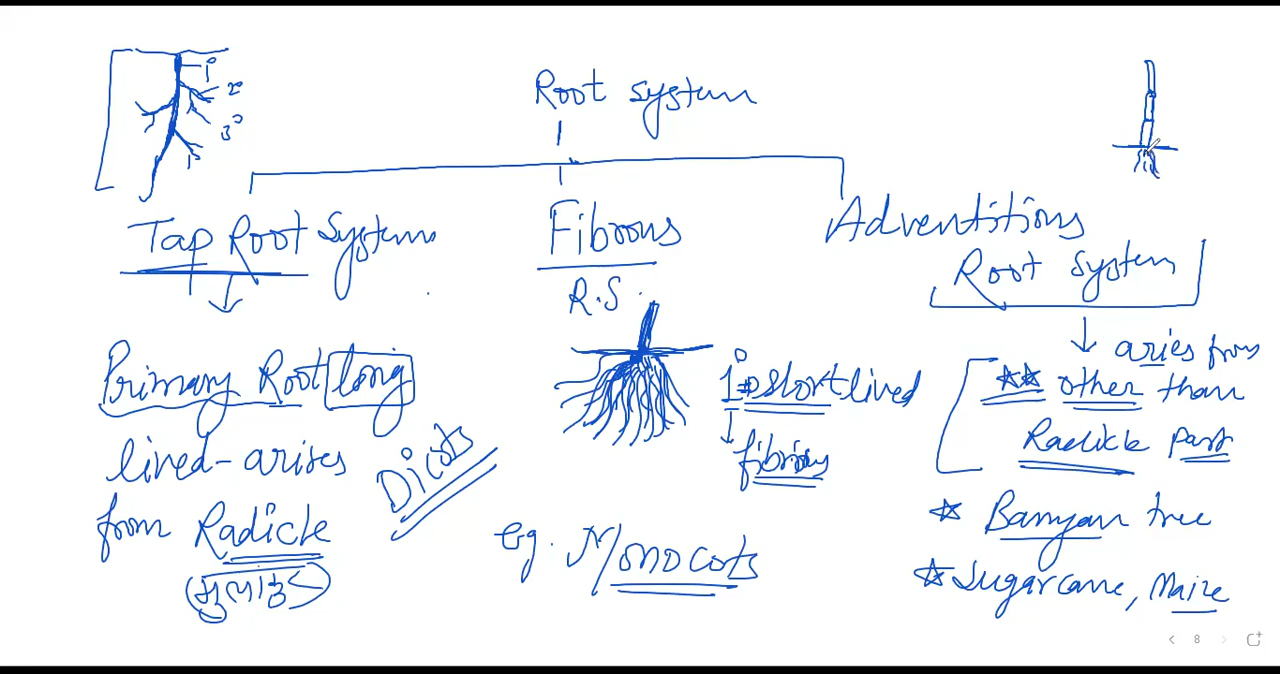 Root system
1°
2°
3°
Tap Root System
Primary Root long
lived-arises
from Radicle
Dicots
Fibrous
R.S.
1° short lived
fibrous
eg. Monocots
Adventitious
Root System
aries from
other than
Radicle part
Banyan tree
Sugarcane, Maize
8